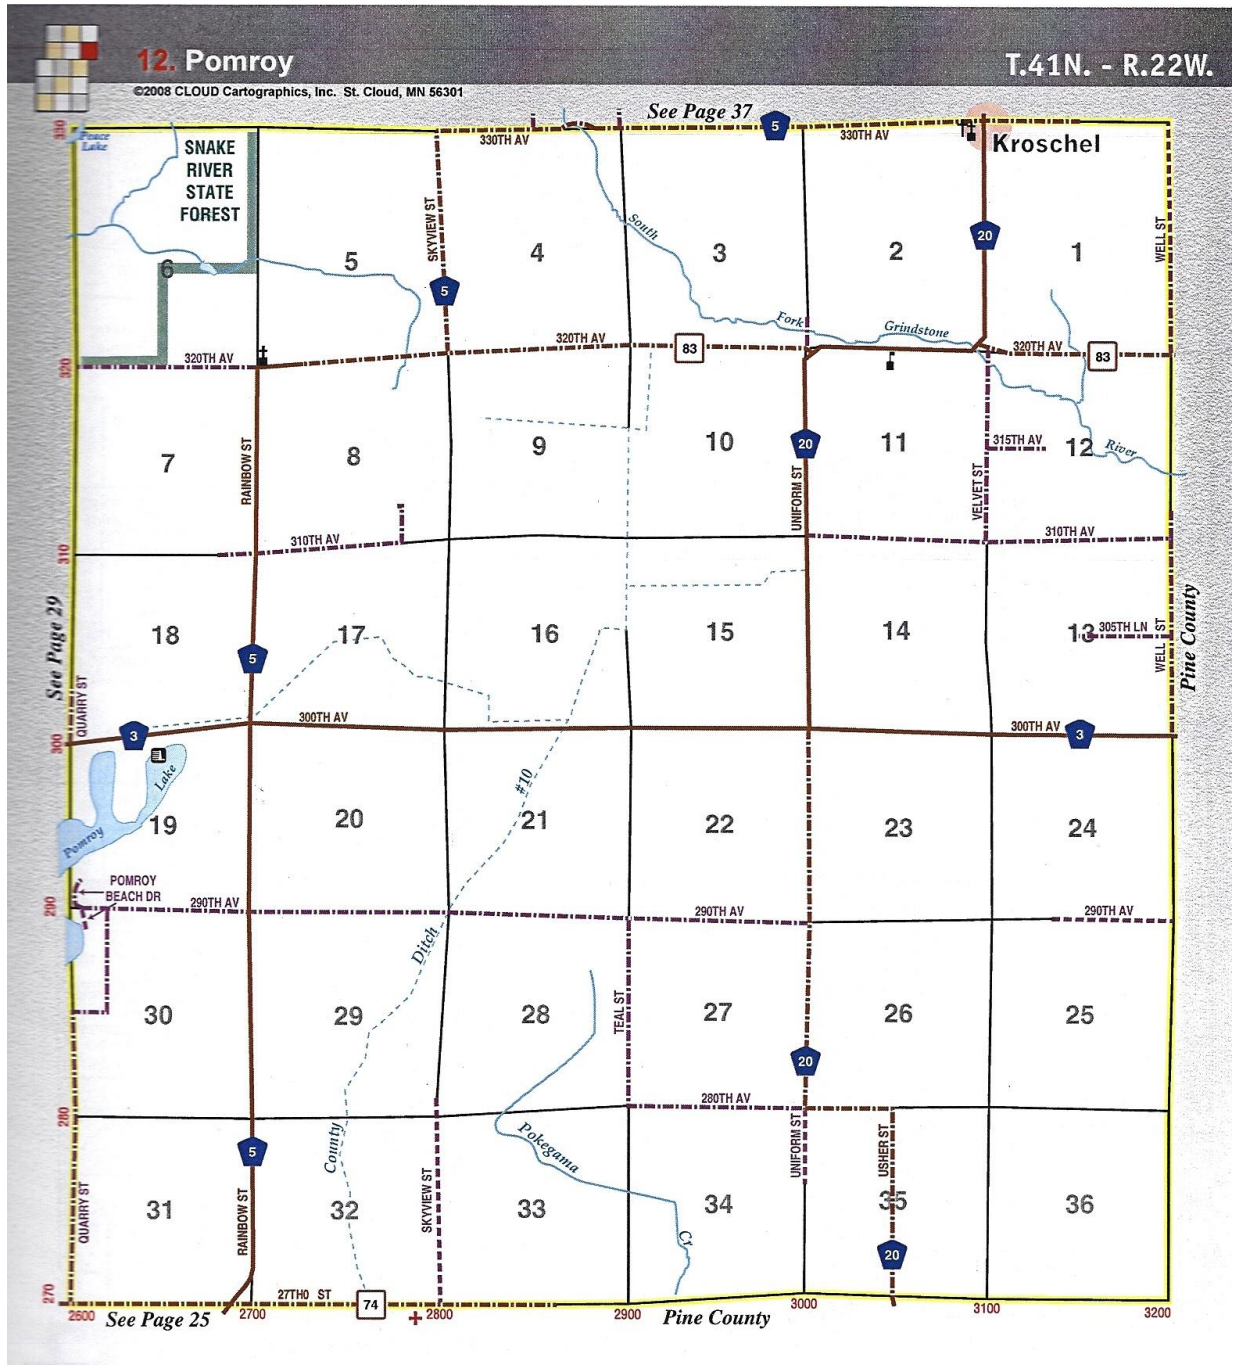 12. Pomroy
T.41N. - R.22W.
©2008 CLOUD Cartographics, Inc. St. Cloud, MN 56301
See Page 37
330
Peace
Lake
SNAKE
RIVER
STATE
FOREST
330TH AV
5
330TH AV
Kroschel
SKYVIEW ST
South
20
WELL ST
6
5
4
3
2
1
5
Fork
Grindstone
320
320TH AV
320TH AV
83
320TH AV
83
7
RAINBOW ST
8
9
10
20
UNIFORM ST
11
VELVET ST
315TH AV
12
River
310
310TH AV
310TH AV
See Page 29
18
17
16
15
14
13
305TH LN
WELL ST
Pine County
5
QUARRY ST
300
3
300TH AV
300TH AV
3
Lake
Pomroy
19
20
#10
21
22
23
24
POMROY
BEACH DR
290
290TH AV
290TH AV
290TH AV
Ditch
30
29
28
TEAL ST
27
26
25
20
280
280TH AV
5
County
Pokegama
UNIFORM ST
USHER ST
QUARRY ST
31
RAINBOW ST
32
SKYVIEW ST
33
34
35
36
Cr
20
270
27TH0 ST
74
2600
See Page 25
2700
2800
2900
Pine County
3000
3100
3200